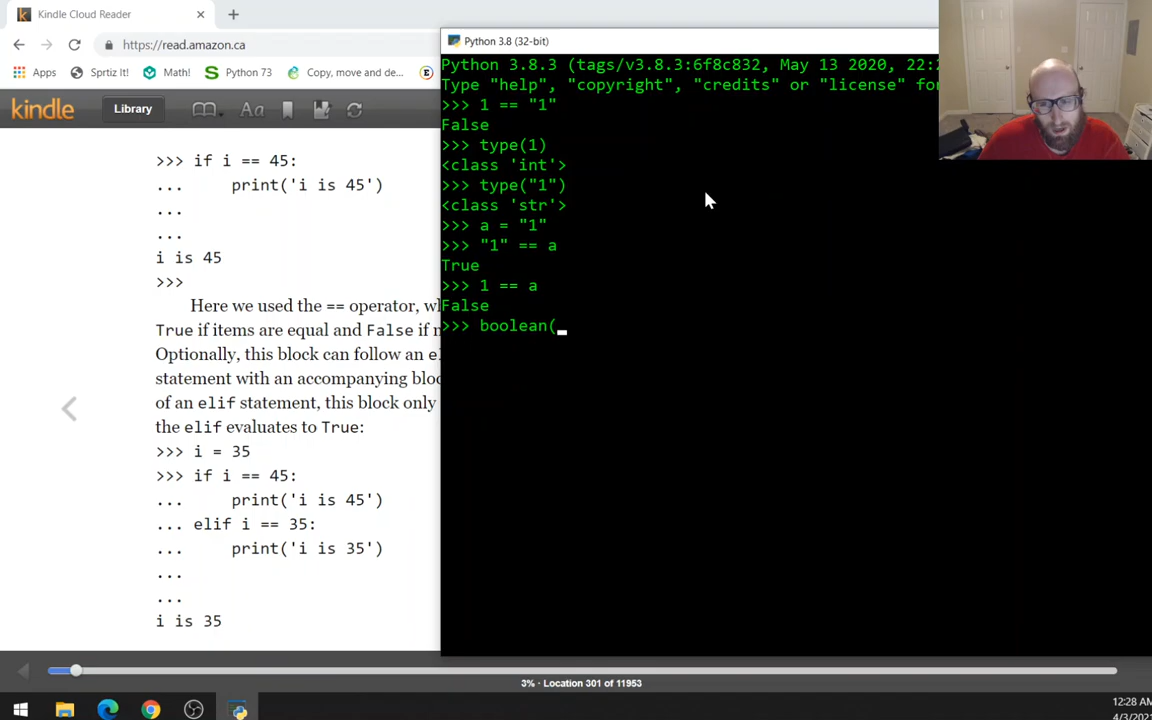 Kindle Cloud Reader
https://read.amazon.ca
Apps
Sprtiz It!
Math!
Python 73
Copy, move and de...
kindle
Library
Aa
>>> if i == 45:
...     print('i is 45')
...
...
i is 45
>>>
Here we used the == operator, w
True if items are equal and False if n
Optionally, this block can follow an e
statement with an accompanying bloc
of an elif statement, this block only
the elif evaluates to True:
>>> i = 35
>>> if i == 45:
...     print('i is 45')
... elif i == 35:
...     print('i is 35')
...
...
i is 35
Python 3.8 (32-bit)
Python 3.8.3 (tags/v3.8.3:6f8c832, May 13 2020, 22:2
Type "help", "copyright", "credits" or "license" for
>>> 1 == "1"
False
>>> type(1)
<class 'int'>
>>> type("1")
<class 'str'>
>>> a = "1"
>>> "1" == a
True
>>> 1 == a
False
>>> boolean(_
3% · Location 301 of 11953
12:28 AM